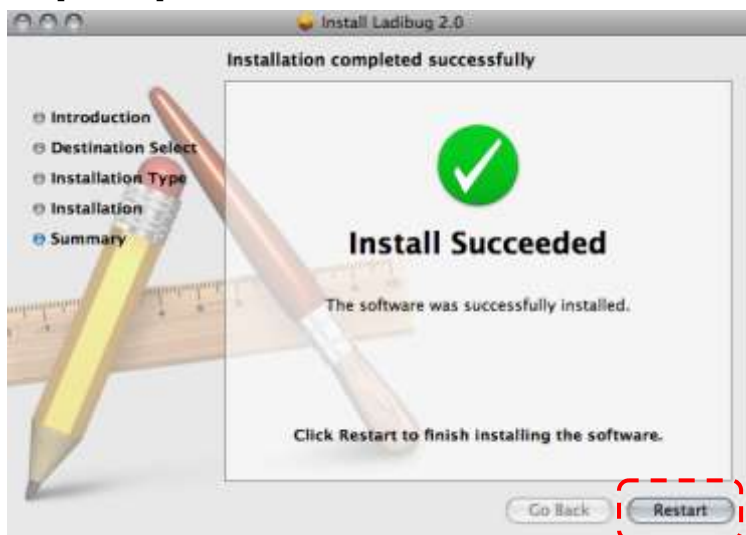 Install Ladibug 2.0
Installation completed successfully
Introduction
Destination Select
Installation Type
Installation
Summary
Install Succeeded
The software was successfully installed.
Click Restart to finish installing the software.
Go Back
Restart